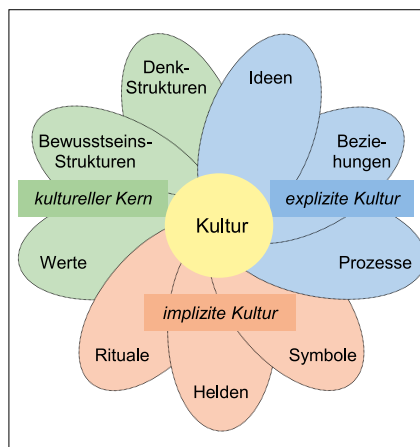 Denk-
Strukturen
Ideen
Bewusstseins-
Strukturen
Bezie-
hungen
kultureller Kern
explizite Kultur
Kultur
Werte
Prozesse
implizite Kultur
Rituale
Symbole
Helden